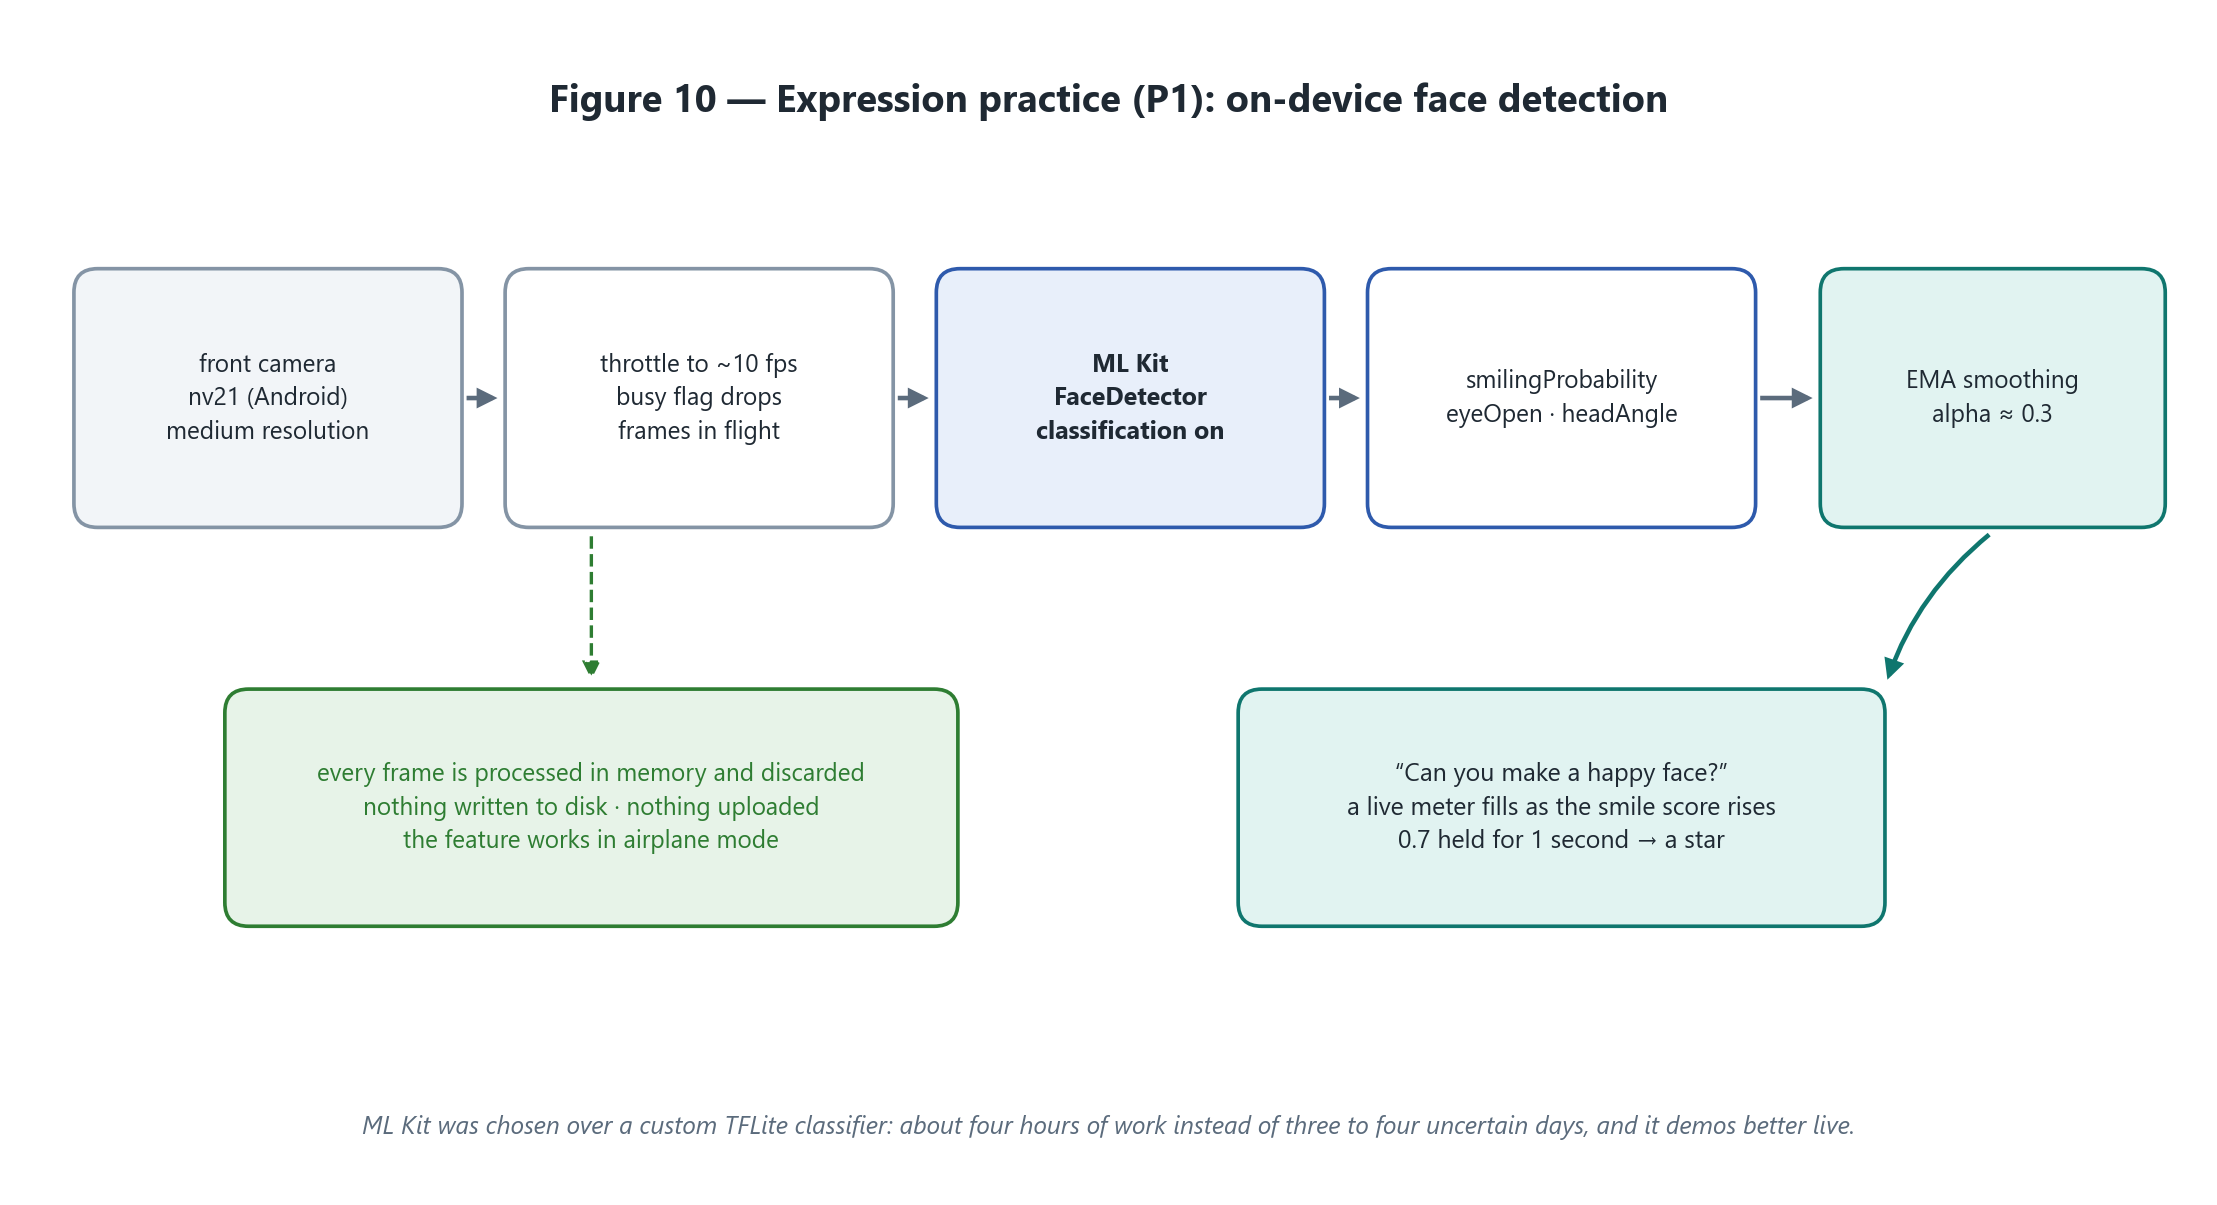 Figure 10 — Expression practice (P1): on-device face detection
front camera
nv21 (Android)
medium resolution
throttle to ~10 fps
busy flag drops
frames in flight
ML Kit
FaceDetector
classification on
smilingProbability
eyeOpen · headAngle
EMA smoothing
alpha ≈ 0.3
every frame is processed in memory and discarded
nothing written to disk · nothing uploaded
the feature works in airplane mode
“Can you make a happy face?”
a live meter fills as the smile score rises
0.7 held for 1 second → a star
ML Kit was chosen over a custom TFLite classifier: about four hours of work instead of three to four uncertain days, and it demos better live.